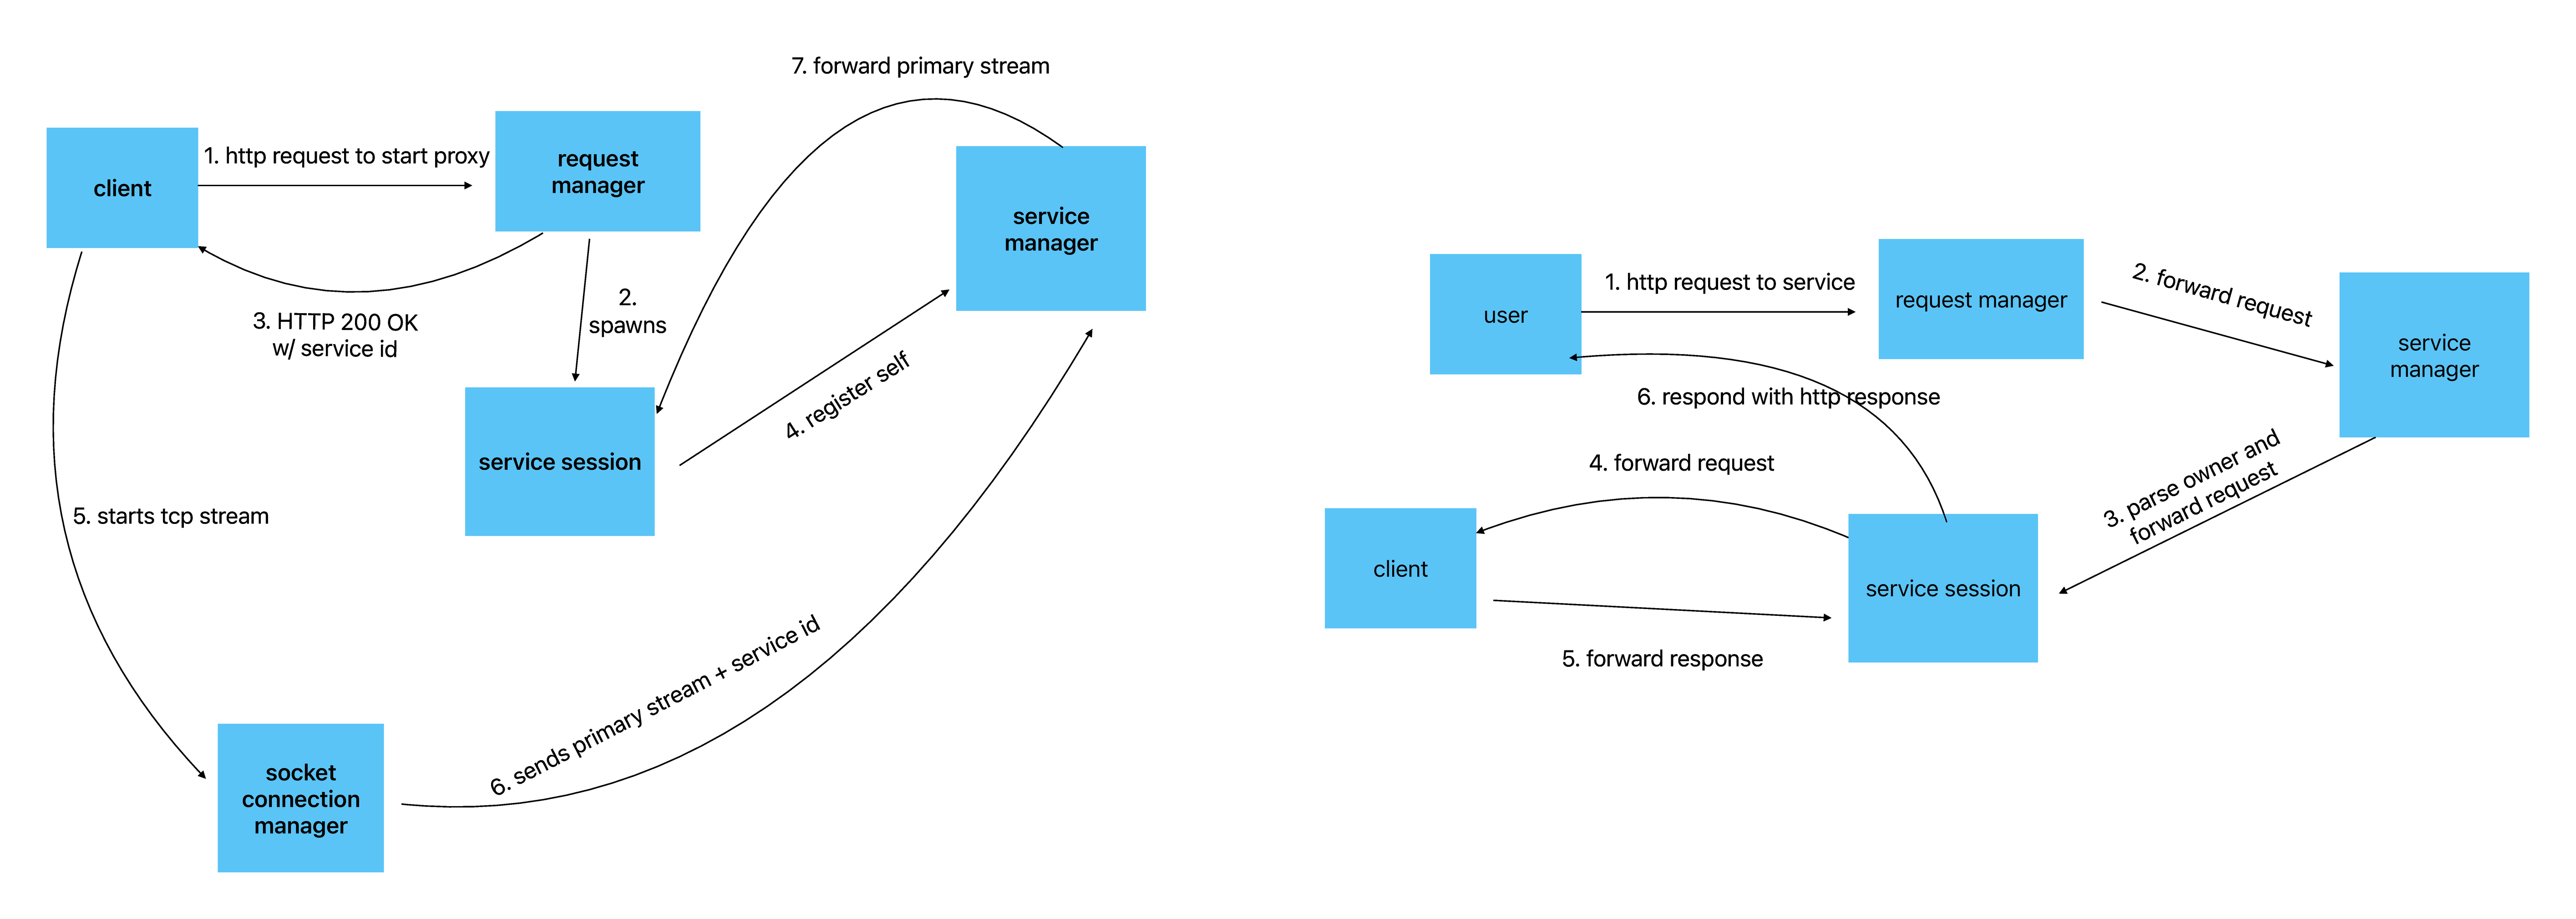 7. forward primary stream
client
1. http request to start proxy
request
manager
service
manager
3. HTTP 200 OK
w/ service id
2.
spawns
service session
4. register self
5. starts tcp stream
6. sends primary stream + service id
socket
connection
manager
user
1. http request to service
request manager
2. forward request
service
manager
6. respond with http response
3. parse owner and
forward request
4. forward request
client
service session
5. forward response